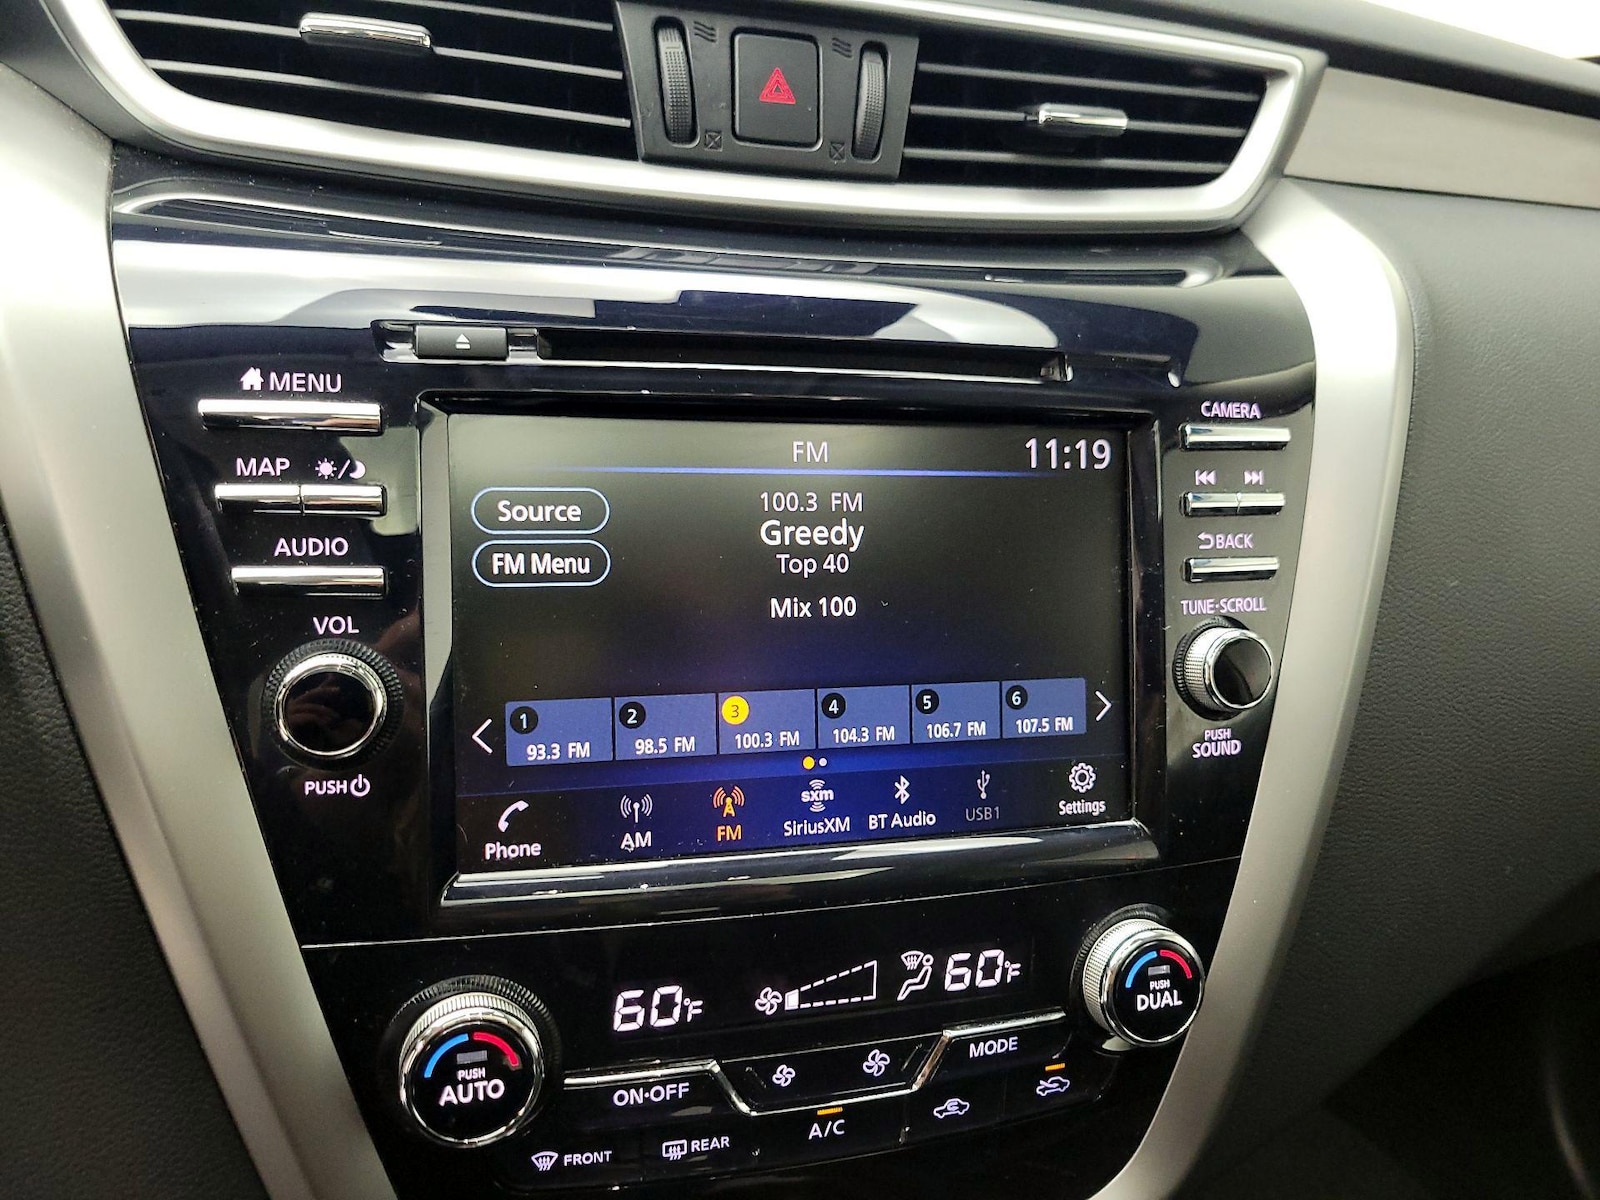 MENU
MAP
AUDIO
VOL
PUSH
FM
11:19
Source
FM Menu
100.3 FM
Greedy
Top 40
Mix 100
1
93.3 FM
2
98.5 FM
3
100.3 FM
4
104.3 FM
5
106.7 FM
6
107.5 FM
Phone
AM
FM
sxm
SiriusXM
BT Audio
USB1
Settings
CAMERA
BACK
TUNE·SCROLL
PUSH
SOUND
60°F
60°F
PUSH
AUTO
ON·OFF
MODE
PUSH
DUAL
FRONT
REAR
A/C